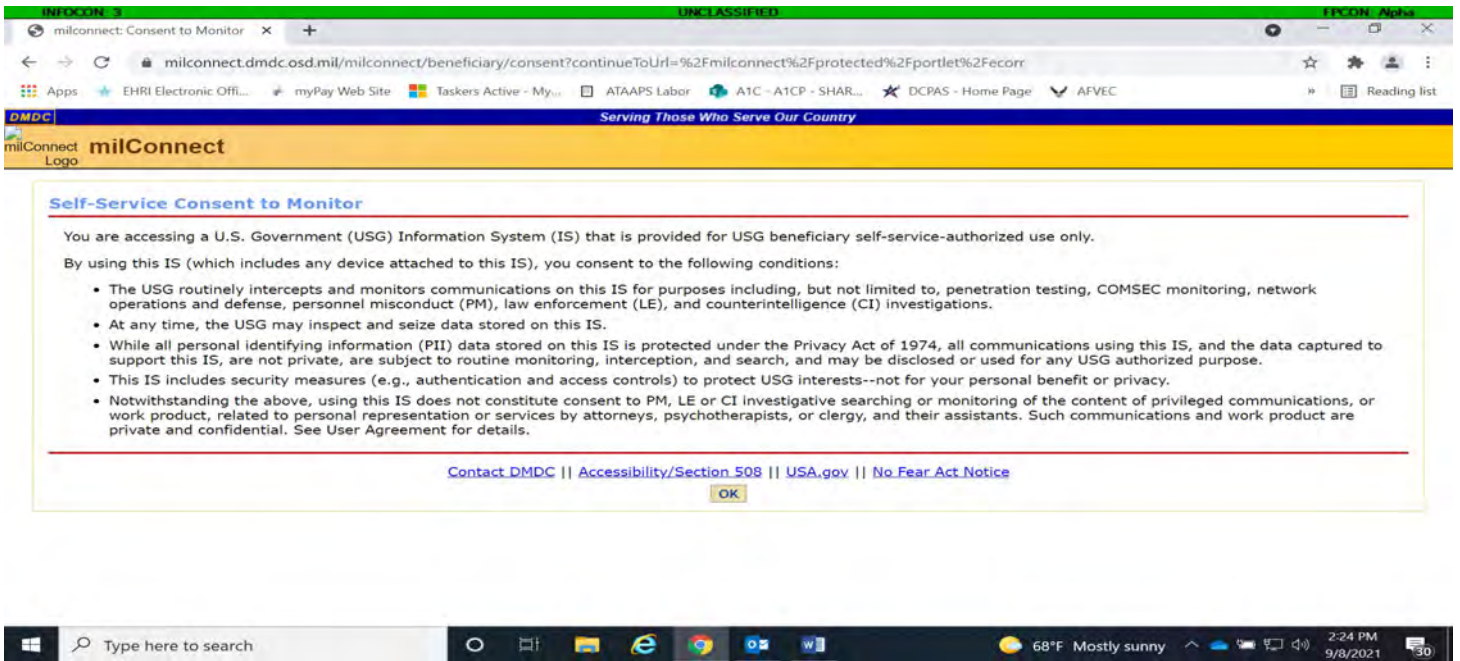 INFOCON: 3 UNCLASSIFIED FPCON: Alpha
milconnect: Consent to Monitor
milconnect.dmdc.osd.mil/milconnect/beneficiary/consent?continueToUrl=%2Fmilconnect%2Fprotected%2Fportlet%2Fecorr
Apps EHRI Electronic Offi... myPay Web Site Taskers Active - My... ATAAPS Labor A1C - A1CP - SHAR... DCPAS - Home Page AFVEC » Reading list
DMDC Serving Those Who Serve Our Country
milConnect Logo milConnect
Self-Service Consent to Monitor
You are accessing a U.S. Government (USG) Information System (IS) that is provided for USG beneficiary self-service-authorized use only.
By using this IS (which includes any device attached to this IS), you consent to the following conditions:
• The USG routinely intercepts and monitors communications on this IS for purposes including, but not limited to, penetration testing, COMSEC monitoring, network
operations and defense, personnel misconduct (PM), law enforcement (LE), and counterintelligence (CI) investigations.
• At any time, the USG may inspect and seize data stored on this IS.
• While all personal identifying information (PII) data stored on this IS is protected under the Privacy Act of 1974, all communications using this IS, and the data captured to
support this IS, are not private, are subject to routine monitoring, interception, and search, and may be disclosed or used for any USG authorized purpose.
• This IS includes security measures (e.g., authentication and access controls) to protect USG interests--not for your personal benefit or privacy.
• Notwithstanding the above, using this IS does not constitute consent to PM, LE or CI investigative searching or monitoring of the content of privileged communications, or
work product, related to personal representation or services by attorneys, psychotherapists, or clergy, and their assistants. Such communications and work product are
private and confidential. See User Agreement for details.
Contact DMDC || Accessibility/Section 508 || USA.gov || No Fear Act Notice
OK
Type here to search 68°F Mostly sunny 2:24 PM
9/8/2021 30